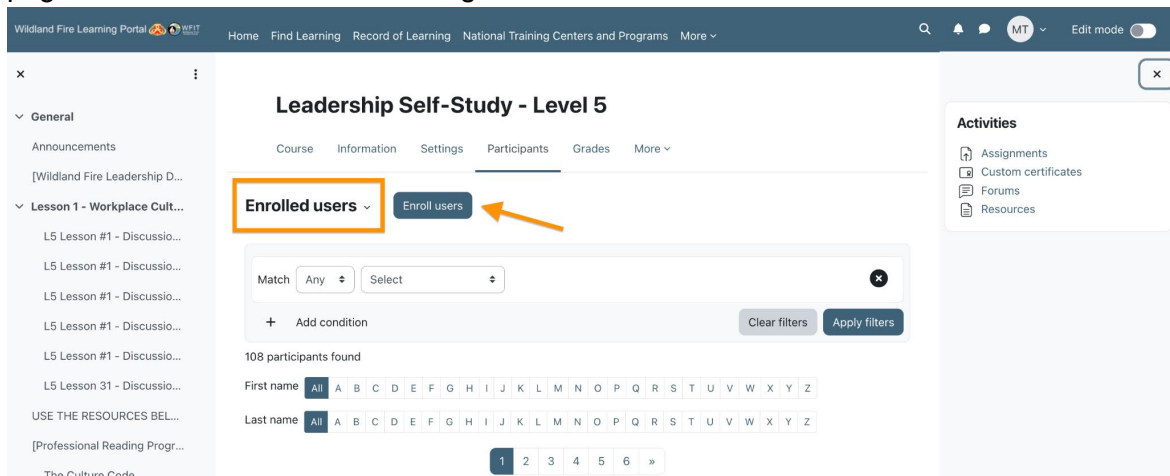 Wildland Fire Learning Portal WFIT
Home Find Learning Record of Learning National Training Centers and Programs More
MT Edit mode
General
Announcements
[Wildland Fire Leadership D...
Lesson 1 - Workplace Cult...
L5 Lesson #1 - Discussio...
L5 Lesson #1 - Discussio...
L5 Lesson #1 - Discussio...
L5 Lesson #1 - Discussio...
L5 Lesson #1 - Discussio...
L5 Lesson 31 - Discussio...
USE THE RESOURCES BEL...
[Professional Reading Progr...
The Culture Code
Leadership Self-Study - Level 5
Course Information Settings Participants Grades More
Enrolled users Enroll users
Match Any Select
+ Add condition Clear filters Apply filters
108 participants found
First name All A B C D E F G H I J K L M N O P Q R S T U V W X Y Z
Last name All A B C D E F G H I J K L M N O P Q R S T U V W X Y Z
1 2 3 4 5 6 »
Activities
Assignments
Custom certificates
Forums
Resources